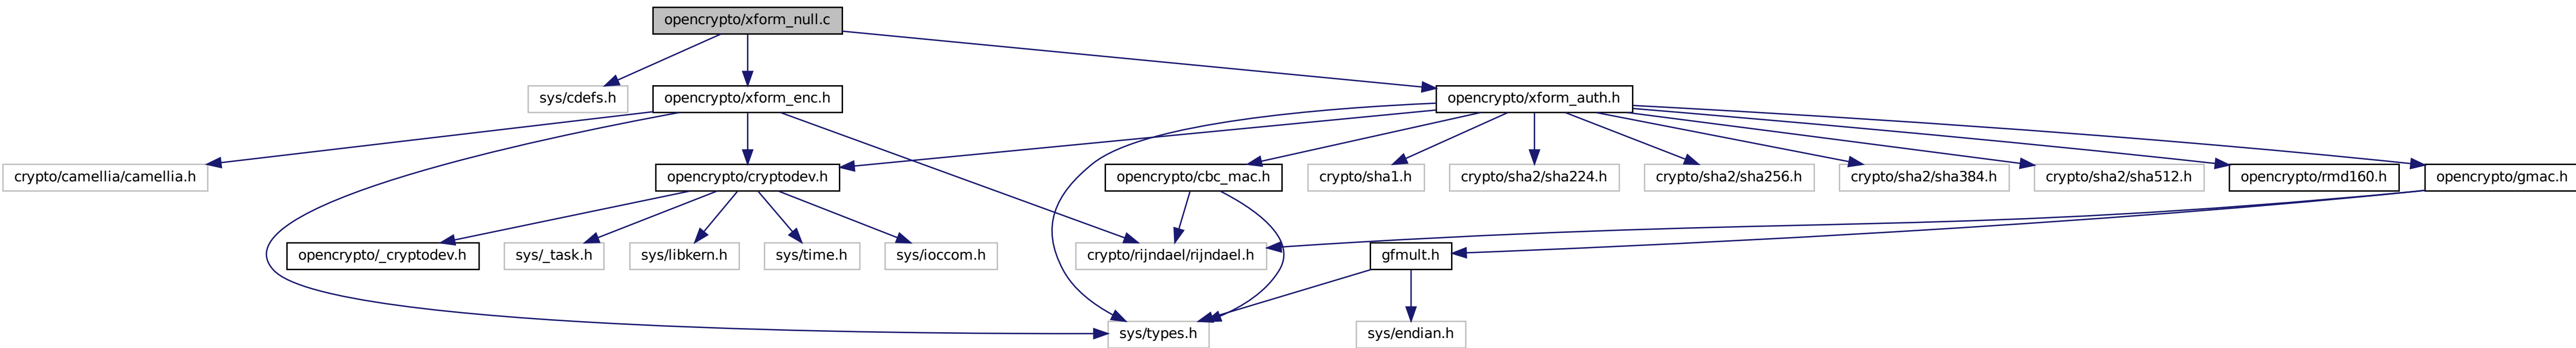 opencrypto/xform_null.c
sys/cdefs.h
opencrypto/xform_enc.h
opencrypto/xform_auth.h
crypto/camellia/camellia.h
opencrypto/cryptodev.h
opencrypto/cbc_mac.h
crypto/sha1.h
crypto/sha2/sha224.h
crypto/sha2/sha256.h
crypto/sha2/sha384.h
crypto/sha2/sha512.h
opencrypto/rmd160.h
opencrypto/gmac.h
opencrypto/_cryptodev.h
sys/_task.h
sys/libkern.h
sys/time.h
sys/ioccom.h
crypto/rijndael/rijndael.h
gfmult.h
sys/types.h
sys/endian.h